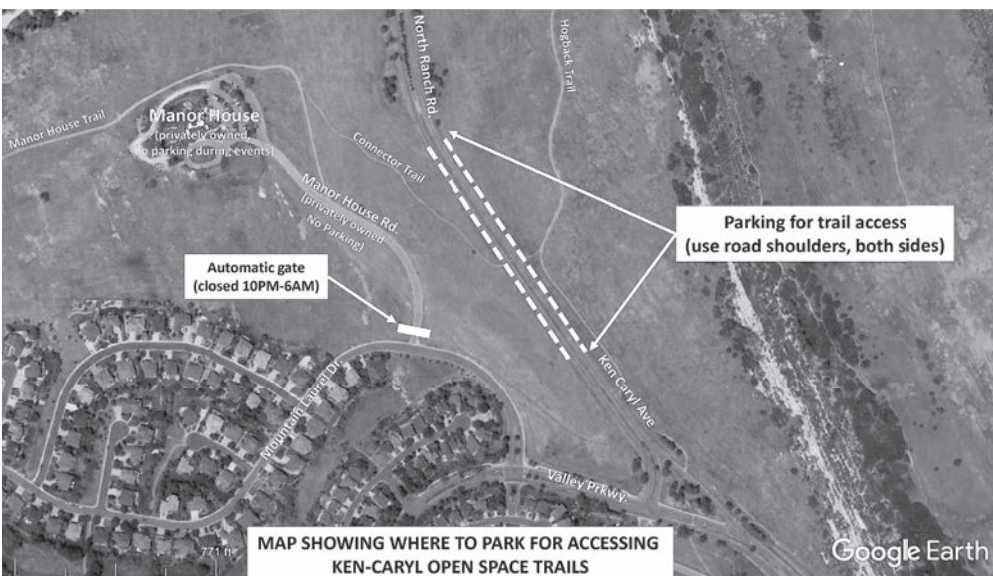 North Ranch Rd.
Hogback Trail
Manor House Trail
Manor House
(privately owned
no parking during events)
Connector Trail
Manor House Rd.
(privately owned
No Parking)
Parking for trail access
(use road shoulders, both sides)
Automatic gate
(closed 10PM-6AM)
Mountain Laurel Dr.
Ken Caryl Ave
Valley Prkwy.
771 ft
MAP SHOWING WHERE TO PARK FOR ACCESSING
KEN-CARYL OPEN SPACE TRAILS
Google Earth